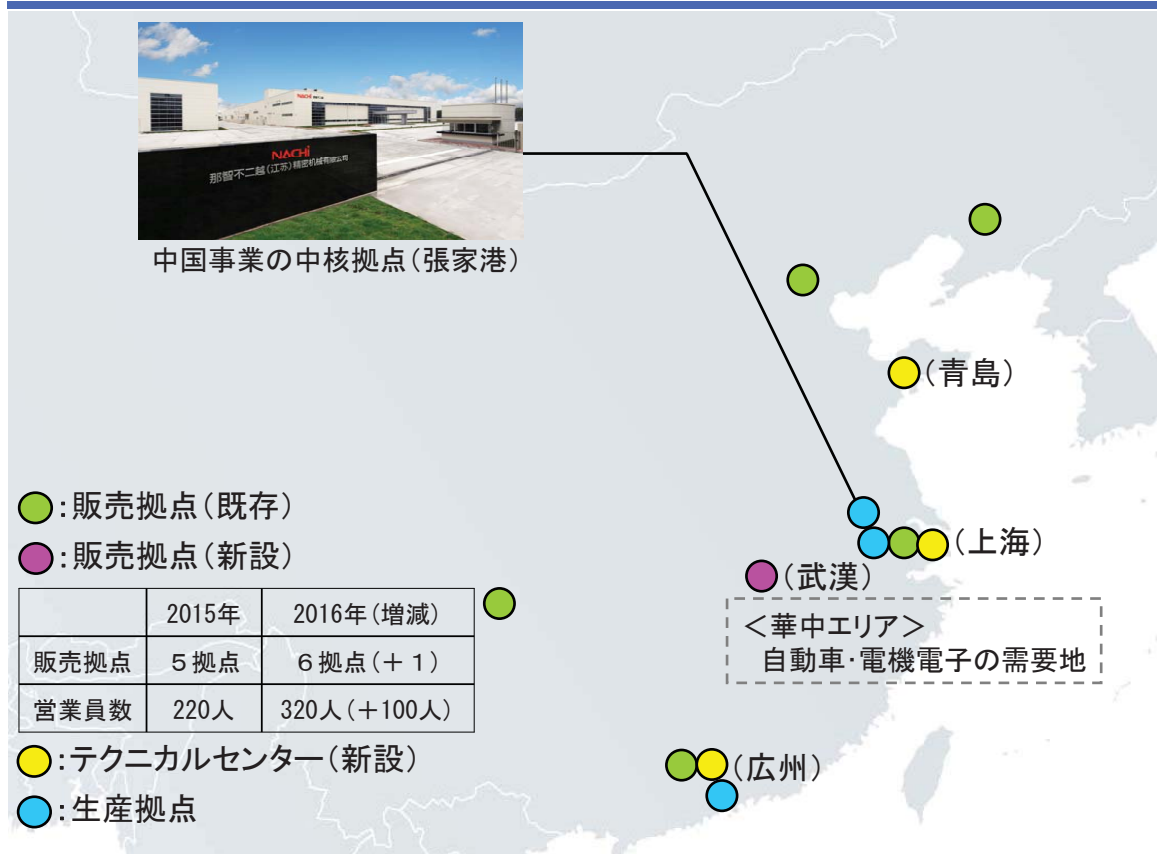 NACHI
NACHI
那智不二越(江苏)精密机械有限公司
中国事業の中核拠点(張家港)
(青島)
:販売拠点(既存)
:販売拠点(新設)
(上海)
(武漢)
<華中エリア>
自動車・電機電子の需要地
2015年 2016年(増減)
販売拠点 5拠点 6拠点(+1)
営業員数 220人 320人(+100人)
:テクニカルセンター(新設)
:生産拠点
(広州)